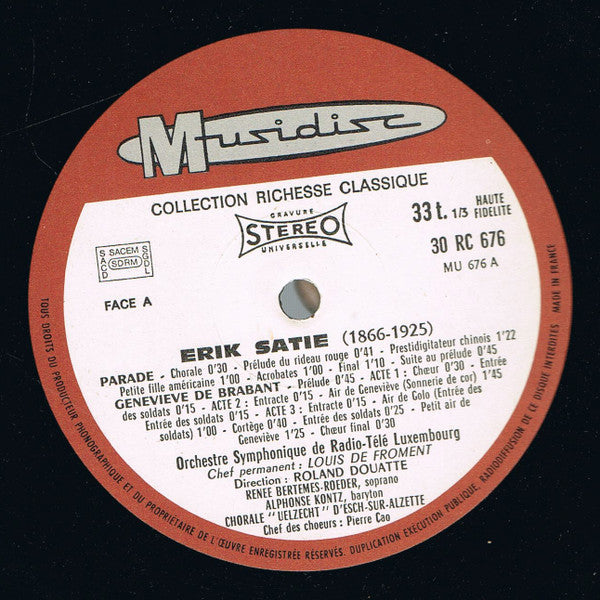 Musidisc
COLLECTION RICHESSE CLASSIQUE
GRAVURE
STEREO
UNIVERSELLE
33 t. 1/3 HAUTE FIDELITE
30 RC 676
MU 676 A
SACEM
SACD
SDRM
SGDL
FACE A
ERIK SATIE (1866-1925)
PARADE - Chorale 0'30 - Prélude du rideau rouge 0'41 - Prestidigitateur chinois 1'22
Petite fille américaine 1'00 - Acrobates 1'00 - Final 1'10 - Suite au prélude 0'45
GENEVIEVE DE BRABANT - Prélude 0'45 - ACTE 1 : Chœur 0'30 - Entrée
des soldats 0'15 - ACTE 2 : Entracte 0'15 - Air de Geneviève (Sonnerie de cor) 0'45
Entrée des soldats 0'15 - ACTE 3 : Entracte 0'25 - Air de Golo (Entrée des
soldats) 1'00 - Cortège 0'40 - Entrée des soldats 0'25 - Petit air de
Geneviève 1'25 - Chœur final 0'30
Orchestre Symphonique de Radio-Télé Luxembourg
Chef permanent : LOUIS DE FROMENT
Direction : ROLAND DOUATTE
RENEE BERTEMES-ROEDER, soprano
ALPHONSE KONTZ, baryton
CHORALE "UELZECHT" D'ESCH-SUR-ALZETTE
Chef des choeurs : Pierre Cao
TOUS DROITS DU PRODUCTEUR PHONOGRAPHIQUE ET DU PROPRIETAIRE DE L'ŒUVRE ENREGISTRÉE RÉSERVÉS. DUPLICATION EXECUTION PUBLIQUE, RADIODIFFUSION DE CE DISQUE INTERDITES
MADE IN FRANCE